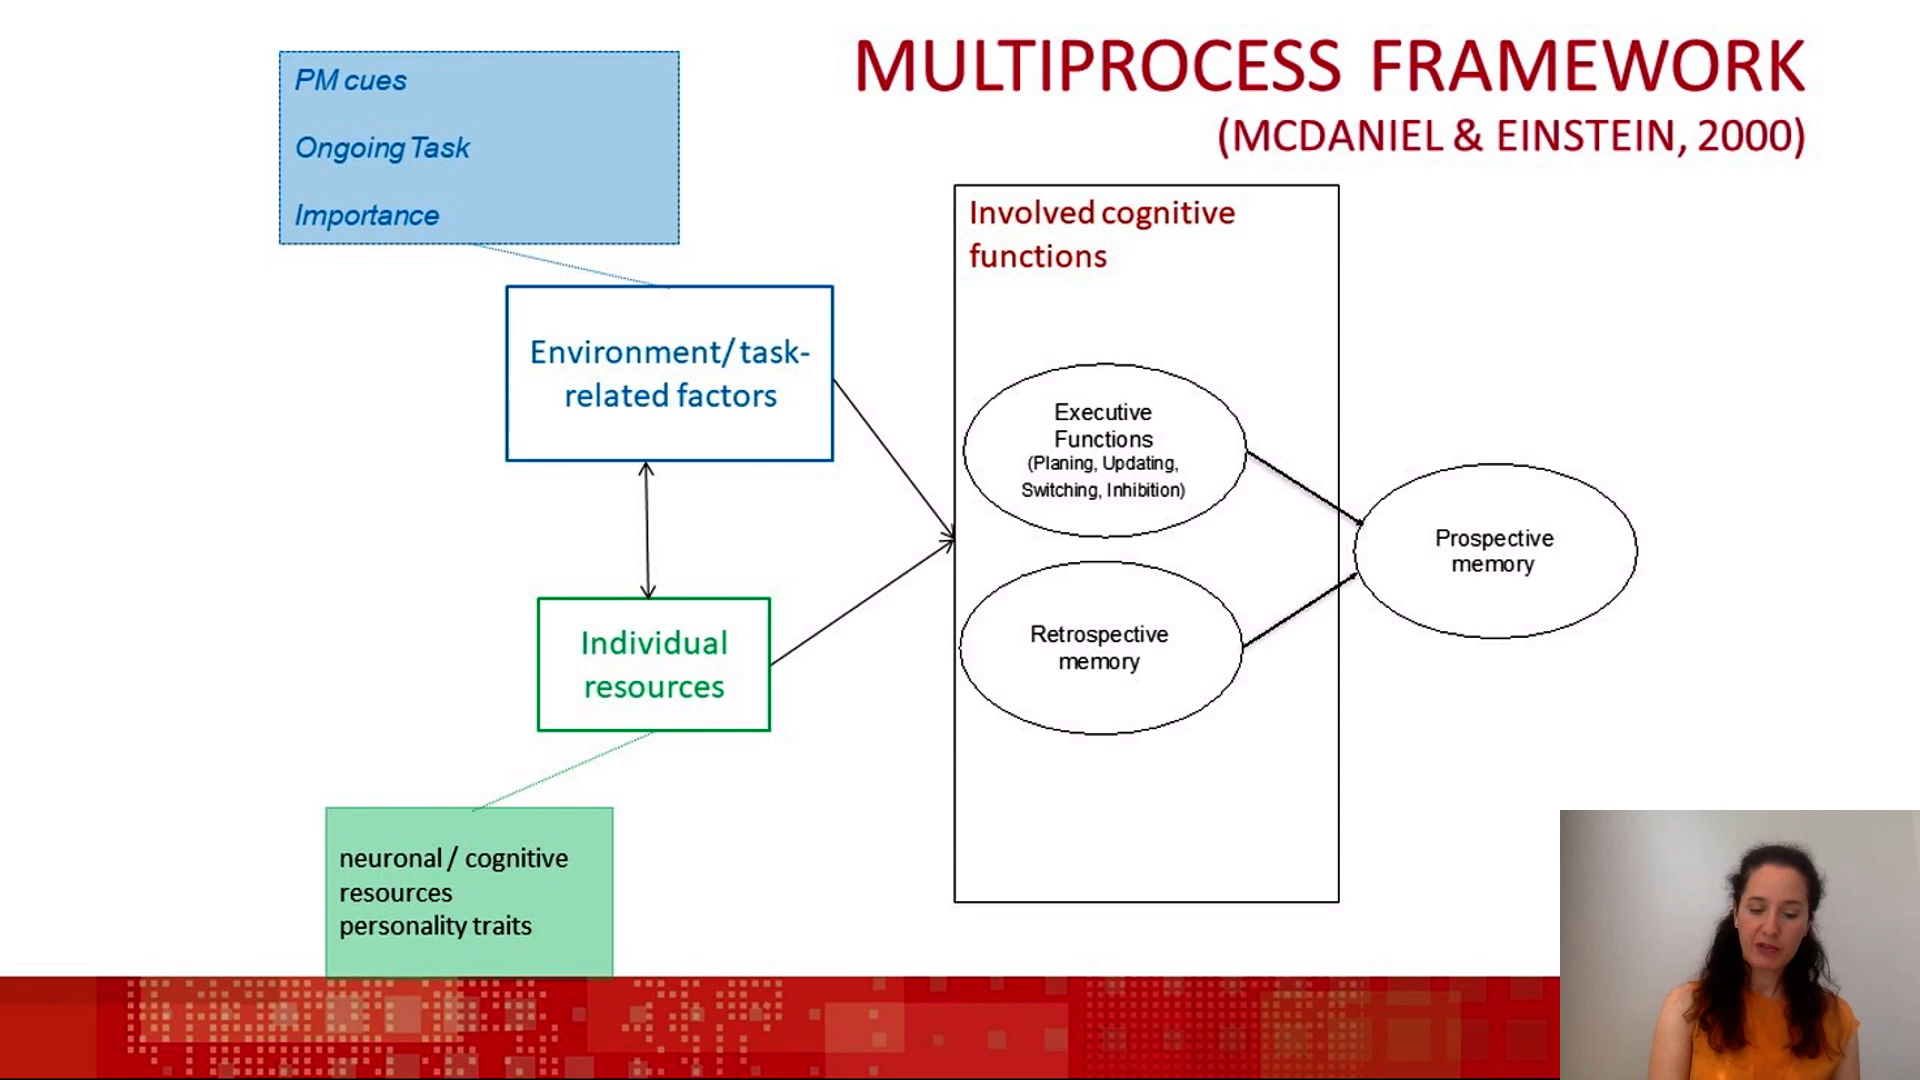 MULTIPROCESS FRAMEWORK
(MCDANIEL & EINSTEIN, 2000)
PM cues
Ongoing Task
Importance
Environment/ task-
related factors
Individual
resources
neuronal / cognitive
resources
personality traits
Involved cognitive
functions
Executive
Functions
(Planing, Updating,
Switching, Inhibition)
Retrospective
memory
Prospective
memory